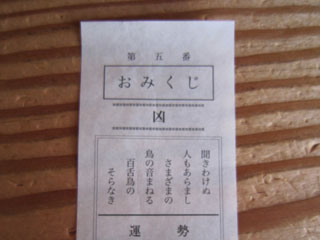 第五番
おみくじ
凶
聞きわけぬ
人もあらまし
さまざまの
鳥の音まねる
百舌鳥の
そらなき
運勢